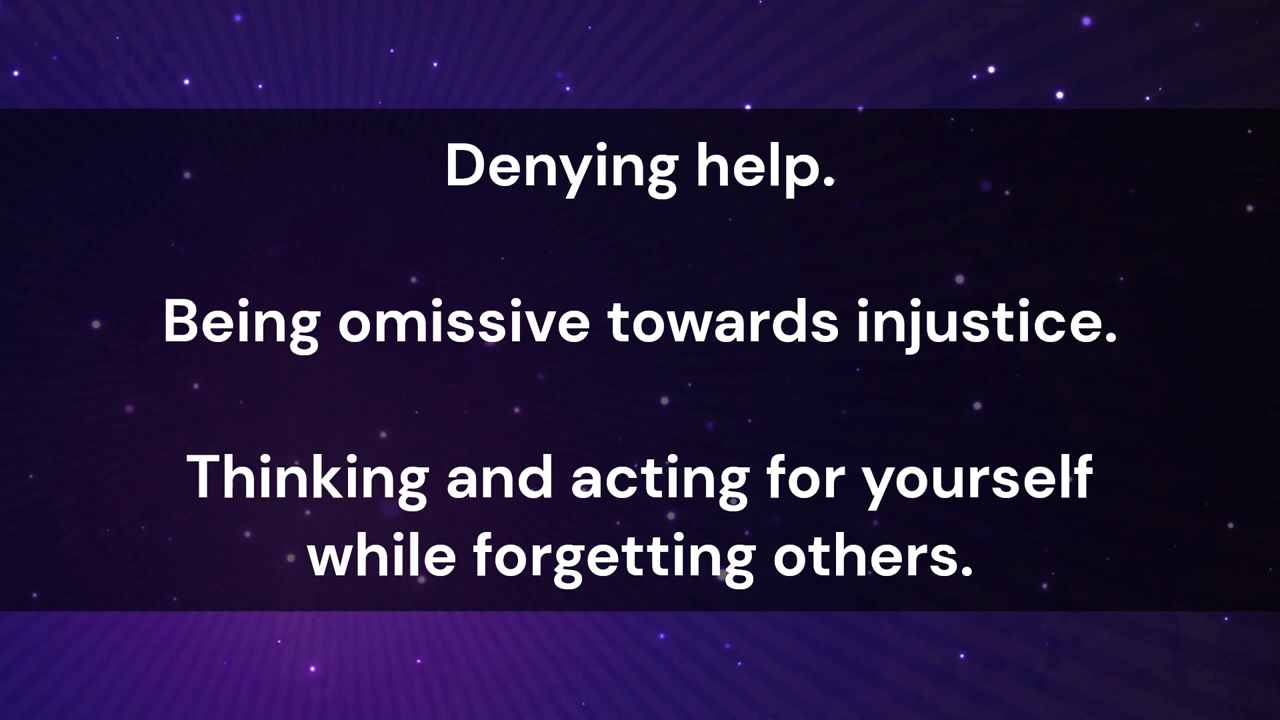 Denying help.
Being omissive towards injustice.
Thinking and acting for yourself
while forgetting others.